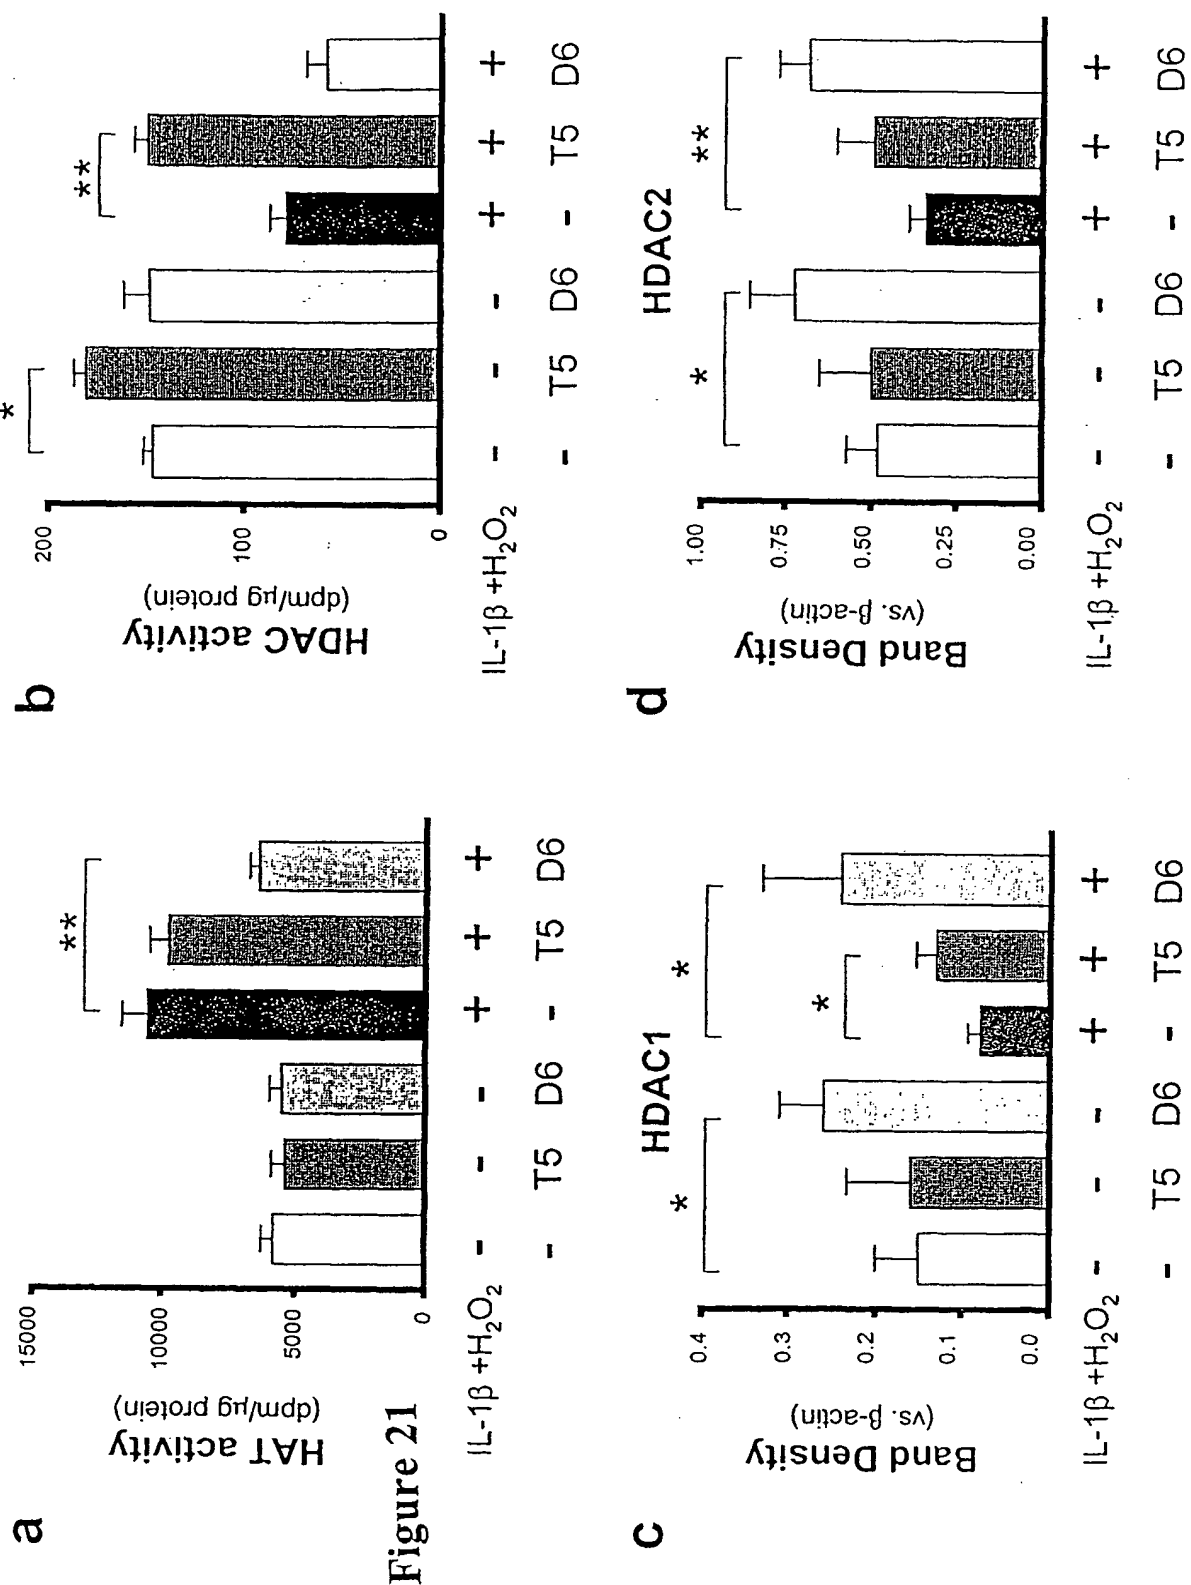 a
HAT activity
(dpm/µg protein)
15000
10000
5000
0
**
IL-1β +H₂O₂ - - - + + +
- T5 D6 - T5 D6
Figure 21
b
HDAC activity
(dpm/µg protein)
200
100
0
*
**
IL-1β +H₂O₂ - - - + + +
- T5 D6 - T5 D6
c
HDAC1
Band Density
(vs. β-actin)
0.4
0.3
0.2
0.1
0.0
*
*
*
IL-1β +H₂O₂ - - - + + +
- T5 D6 - T5 D6
d
HDAC2
Band Density
(vs. β-actin)
1.00
0.75
0.50
0.25
0.00
*
**
IL-1β +H₂O₂ - - - + + +
- T5 D6 - T5 D6